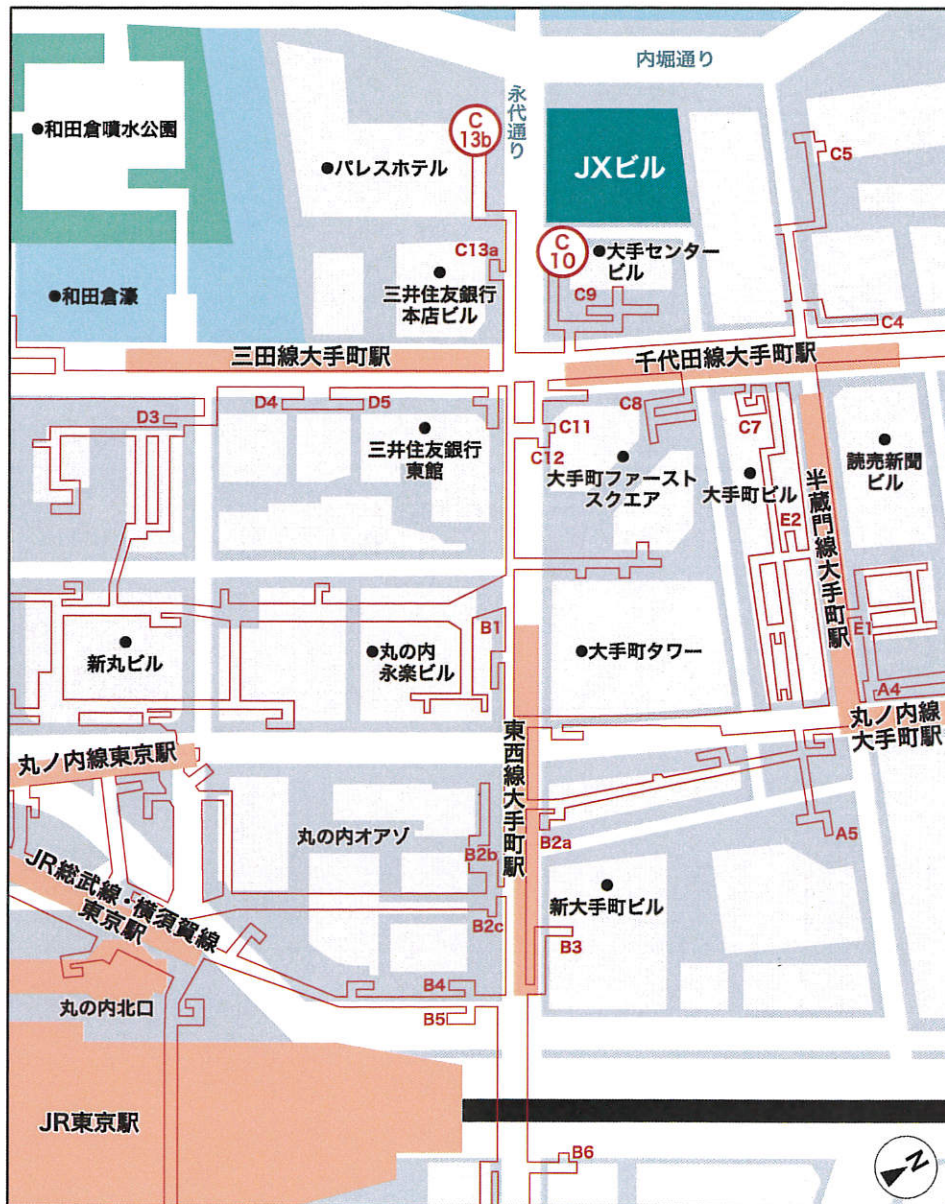 内堀通り
永代通り
C
13b
●和田倉噴水公園
●パレスホテル
JXビル
C5
C13a
C
10
●大手センター
ビル
●和田倉濠
三井住友銀行
本店ビル
C9
C4
三田線大手町駅
千代田線大手町駅
D3
D4
D5
C8
C7
C11
C12
三井住友銀行
東館
大手町ファースト
スクエア
大手町ビル
読売新聞
ビル
半蔵門線大手町駅
E2
B1
E1
新丸ビル
●丸の内
永楽ビル
●大手町タワー
A4
丸ノ内線
大手町駅
丸ノ内線東京駅
東西線大手町駅
丸の内オアゾ
B2b
B2a
A5
JR総武線・横須賀線
東京駅
新大手町ビル
B2c
B3
丸の内北口
B4
B5
JR東京駅
B6
N